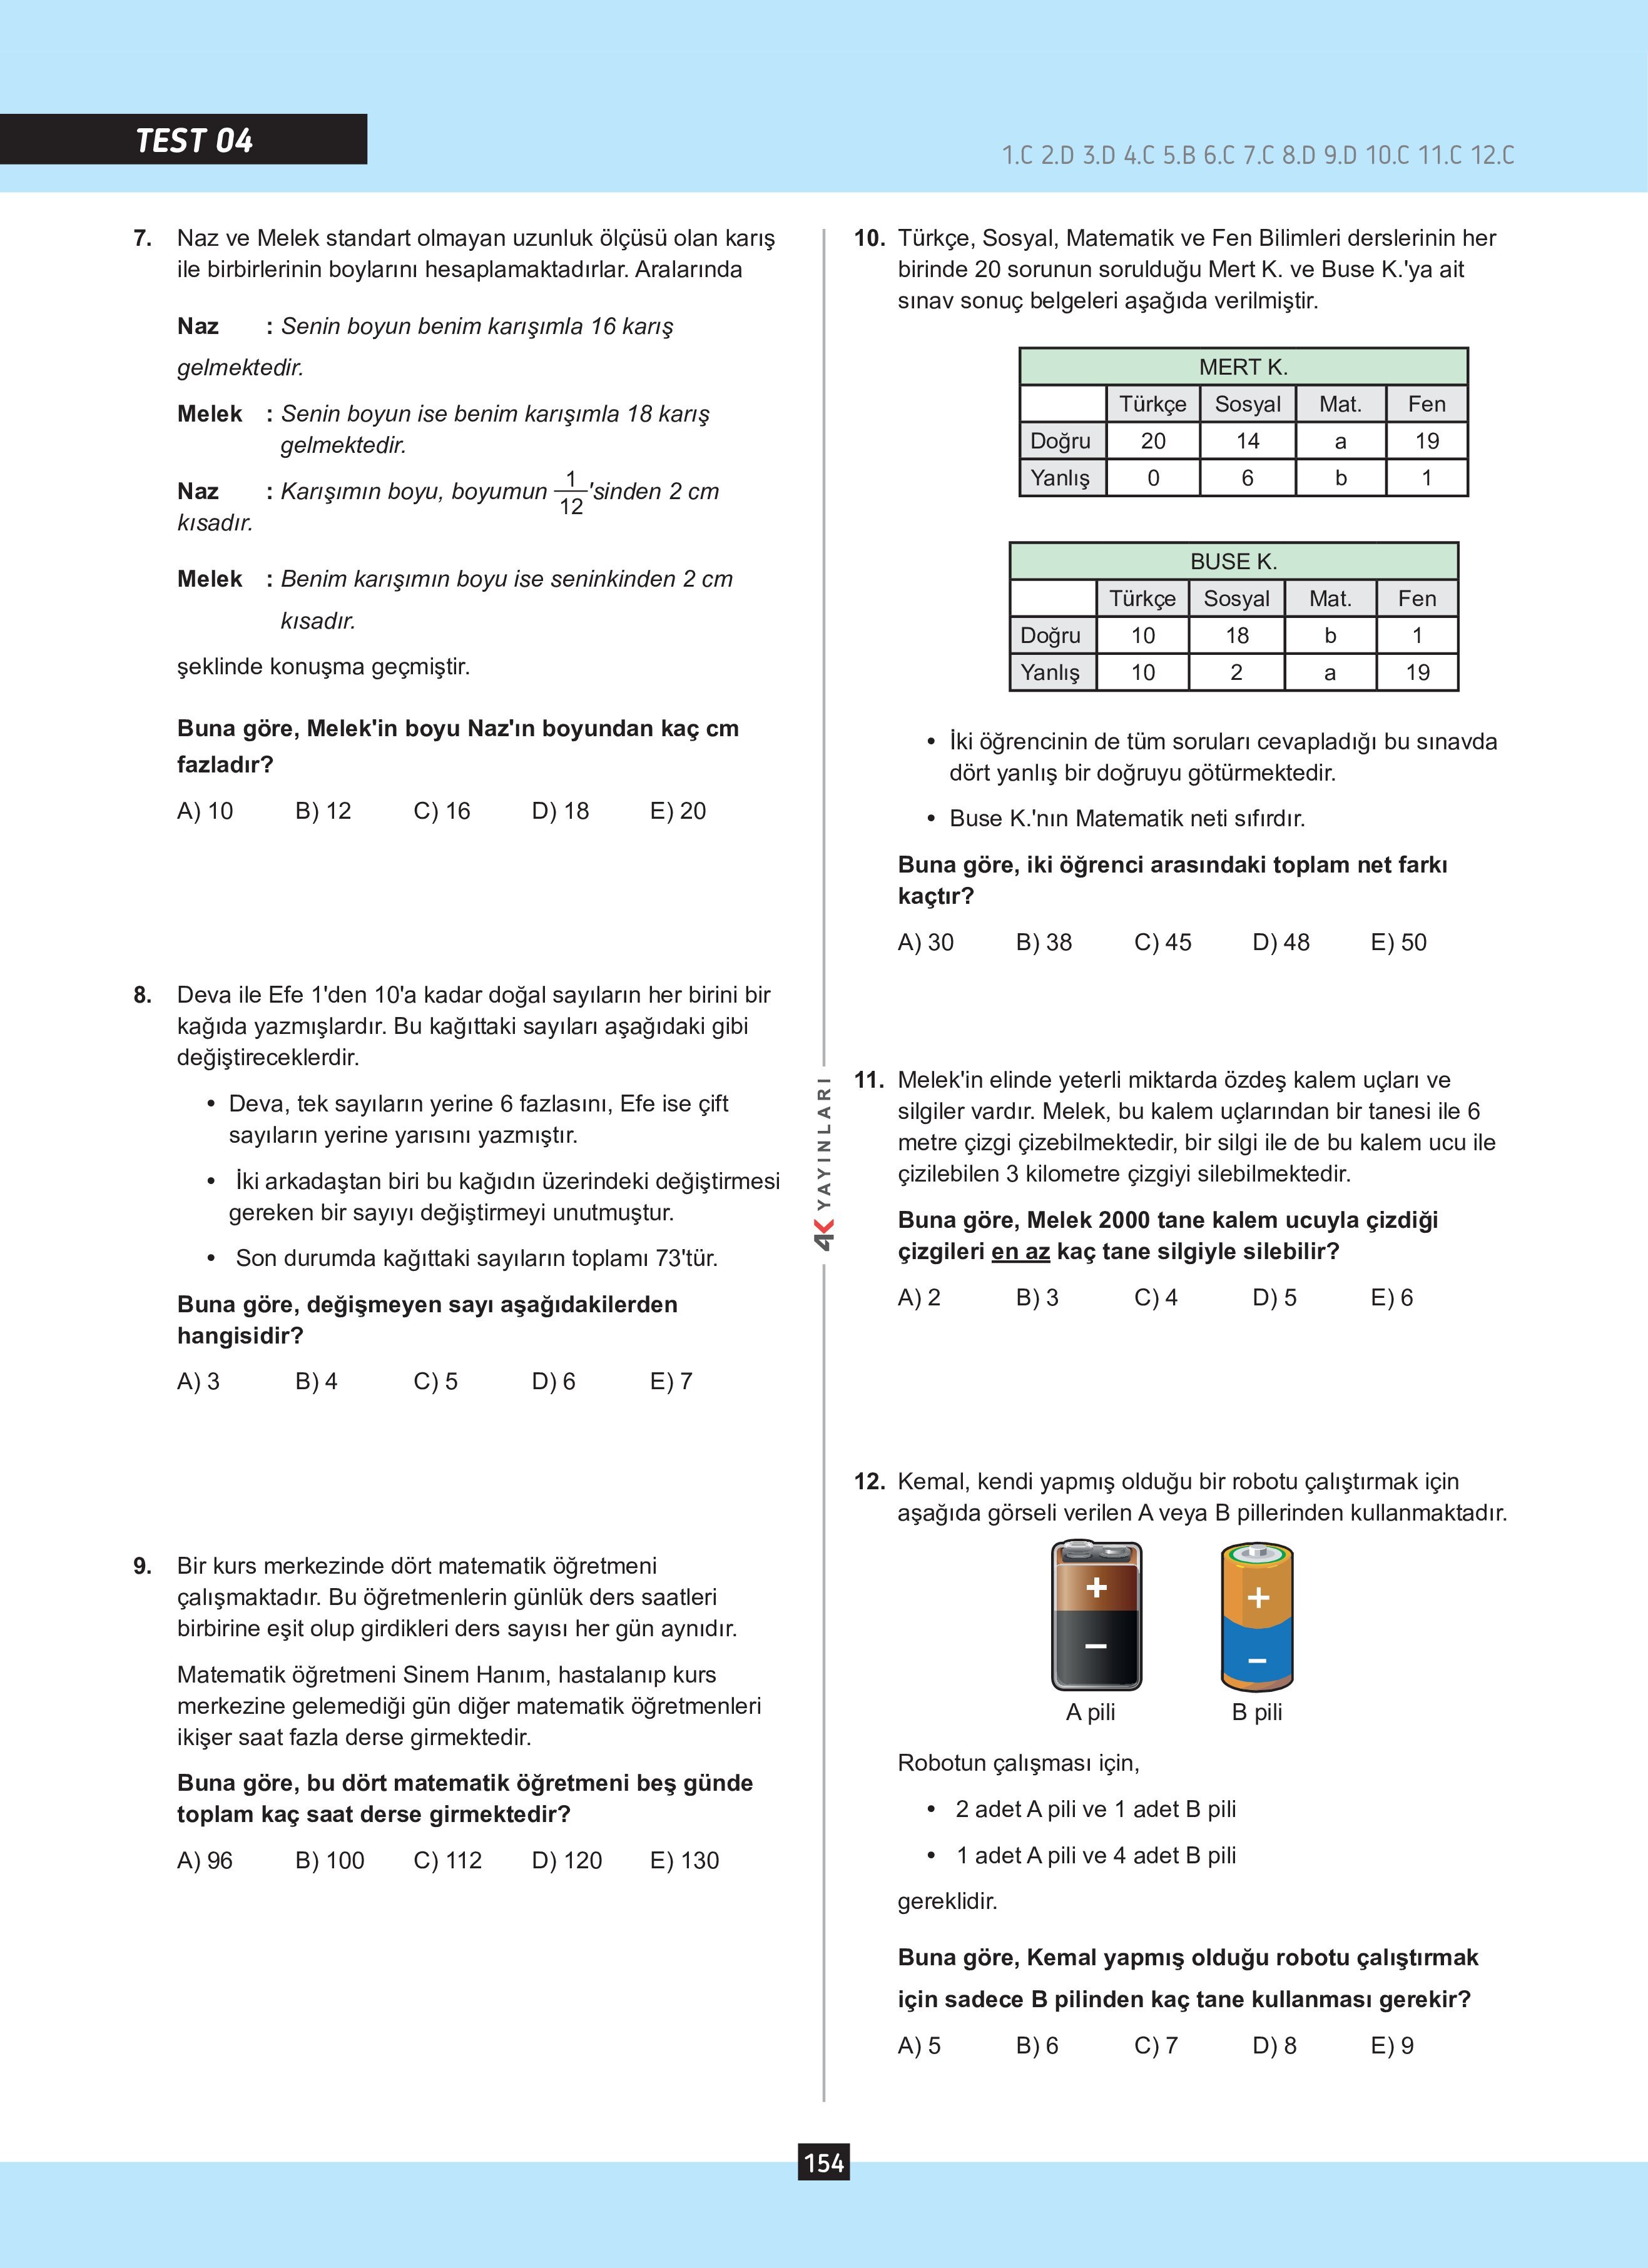 TEST 04
1.C 2.D 3.D 4.C 5.B 6.C 7.C 8.D 9.D 10.C 11.C 12.C
7. Naz ve Melek standart olmayan uzunluk ölçüsü olan karış
ile birbirlerinin boylarını hesaplamaktadırlar. Aralarında
Naz : Senin boyun benim karışımla 16 karış
gelmektedir.
Melek : Senin boyun ise benim karışımla 18 karış
gelmektedir.
Naz : Karışımın boyu, boyumun 1/12'sinden 2 cm
kısadır.
Melek : Benim karışımın boyu ise seninkinden 2 cm
kısadır.
şeklinde konuşma geçmiştir.
Buna göre, Melek'in boyu Naz'ın boyundan kaç cm
fazladır?
A) 10 B) 12 C) 16 D) 18 E) 20
8. Deva ile Efe 1'den 10'a kadar doğal sayıların her birini bir
kağıda yazmışlardır. Bu kağıttaki sayıları aşağıdaki gibi
değiştireceklerdir.
• Deva, tek sayıların yerine 6 fazlasını, Efe ise çift
sayıların yerine yarısını yazmıştır.
• İki arkadaştan biri bu kağıdın üzerindeki değiştirmesi
gereken bir sayıyı değiştirmeyi unutmuştur.
• Son durumda kağıttaki sayıların toplamı 73'tür.
Buna göre, değişmeyen sayı aşağıdakilerden
hangisidir?
A) 3 B) 4 C) 5 D) 6 E) 7
9. Bir kurs merkezinde dört matematik öğretmeni
çalışmaktadır. Bu öğretmenlerin günlük ders saatleri
birbirine eşit olup girdikleri ders sayısı her gün aynıdır.
Matematik öğretmeni Sinem Hanım, hastalanıp kurs
merkezine gelemediği gün diğer matematik öğretmenleri
ikişer saat fazla derse girmektedir.
Buna göre, bu dört matematik öğretmeni beş günde
toplam kaç saat derse girmektedir?
A) 96 B) 100 C) 112 D) 120 E) 130
4K YAYINLARI
10. Türkçe, Sosyal, Matematik ve Fen Bilimleri derslerinin her
birinde 20 sorunun sorulduğu Mert K. ve Buse K.'ya ait
sınav sonuç belgeleri aşağıda verilmiştir.
MERT K.
Türkçe Sosyal Mat. Fen
Doğru 20 14 a 19
Yanlış 0 6 b 1
BUSE K.
Türkçe Sosyal Mat. Fen
Doğru 10 18 b 1
Yanlış 10 2 a 19
• İki öğrencinin de tüm soruları cevapladığı bu sınavda
dört yanlış bir doğruyu götürmektedir.
• Buse K.'nın Matematik neti sıfırdır.
Buna göre, iki öğrenci arasındaki toplam net farkı
kaçtır?
A) 30 B) 38 C) 45 D) 48 E) 50
11. Melek'in elinde yeterli miktarda özdeş kalem uçları ve
silgiler vardır. Melek, bu kalem uçlarından bir tanesi ile 6
metre çizgi çizebilmektedir, bir silgi ile de bu kalem ucu ile
çizilebilen 3 kilometre çizgiyi silebilmektedir.
Buna göre, Melek 2000 tane kalem ucuyla çizdiği
çizgileri en az kaç tane silgiyle silebilir?
A) 2 B) 3 C) 4 D) 5 E) 6
12. Kemal, kendi yapmış olduğu bir robotu çalıştırmak için
aşağıda görseli verilen A veya B pillerinden kullanmaktadır.
+ +
− −
A pili B pili
Robotun çalışması için,
• 2 adet A pili ve 1 adet B pili
• 1 adet A pili ve 4 adet B pili
gereklidir.
Buna göre, Kemal yapmış olduğu robotu çalıştırmak
için sadece B pilinden kaç tane kullanması gerekir?
A) 5 B) 6 C) 7 D) 8 E) 9
154